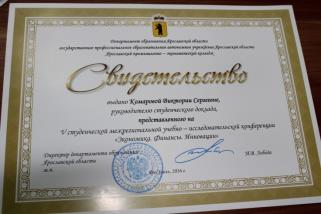 Департамент образования Ярославской области
государственное профессиональное образовательное автономное учреждение Ярославской области
Ярославский промышленно - экономический колледж
Свидетельство
выдано Комаровой Виктории Сергеевне,
руководителю студенческого доклада,
представленного на
V студенческой межрегиональной учебно – исследовательской конференции
«Экономика. Финансы. Инновации»
Директор департамента образования
Ярославской области
м.п.
Лобода
Ярославль, 2016 г.